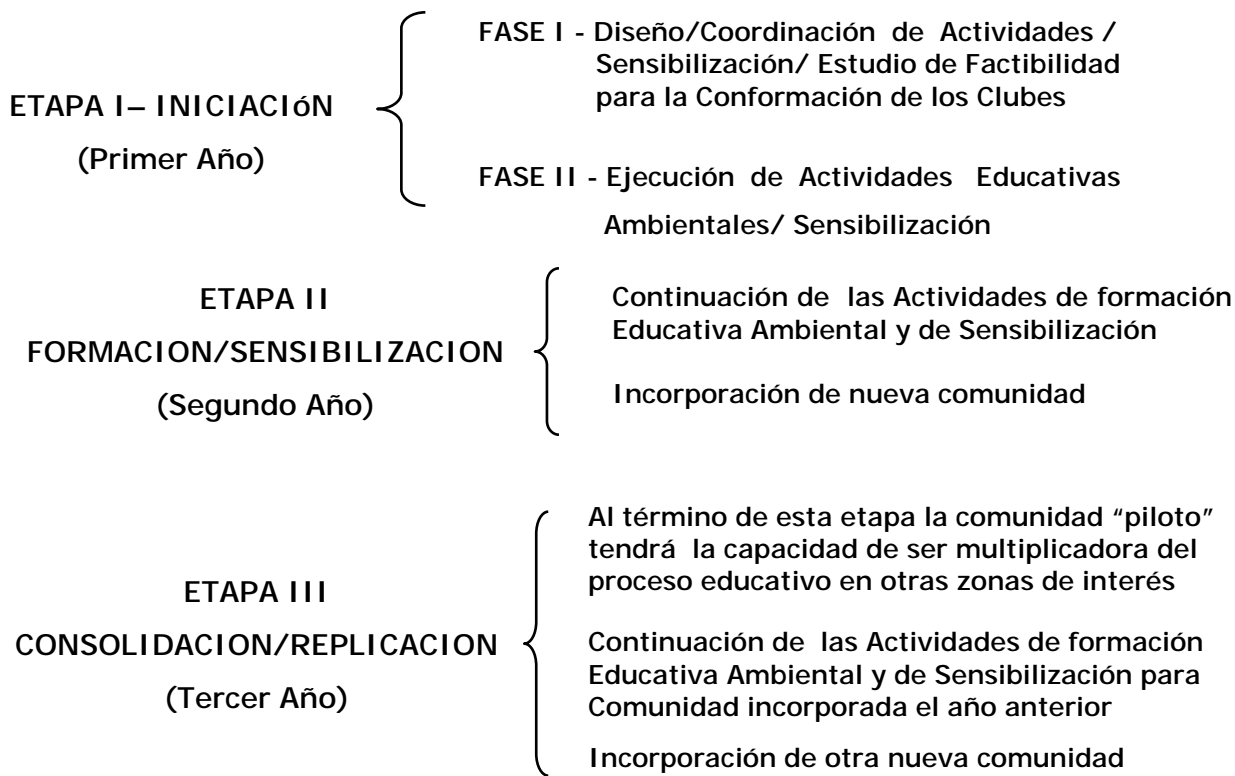 ETAPA I– INICIACIóN
(Primer Año)
FASE I - Diseño/Coordinación de Actividades /
Sensibilización/ Estudio de Factibilidad
para la Conformación de los Clubes
FASE II - Ejecución de Actividades Educativas
Ambientales/ Sensibilización
ETAPA II
FORMACION/SENSIBILIZACION
(Segundo Año)
Continuación de las Actividades de formación
Educativa Ambiental y de Sensibilización
Incorporación de nueva comunidad
ETAPA III
CONSOLIDACION/REPLICACION
(Tercer Año)
Al término de esta etapa la comunidad “piloto”
tendrá la capacidad de ser multiplicadora del
proceso educativo en otras zonas de interés
Continuación de las Actividades de formación
Educativa Ambiental y de Sensibilización para
Comunidad incorporada el año anterior
Incorporación de otra nueva comunidad